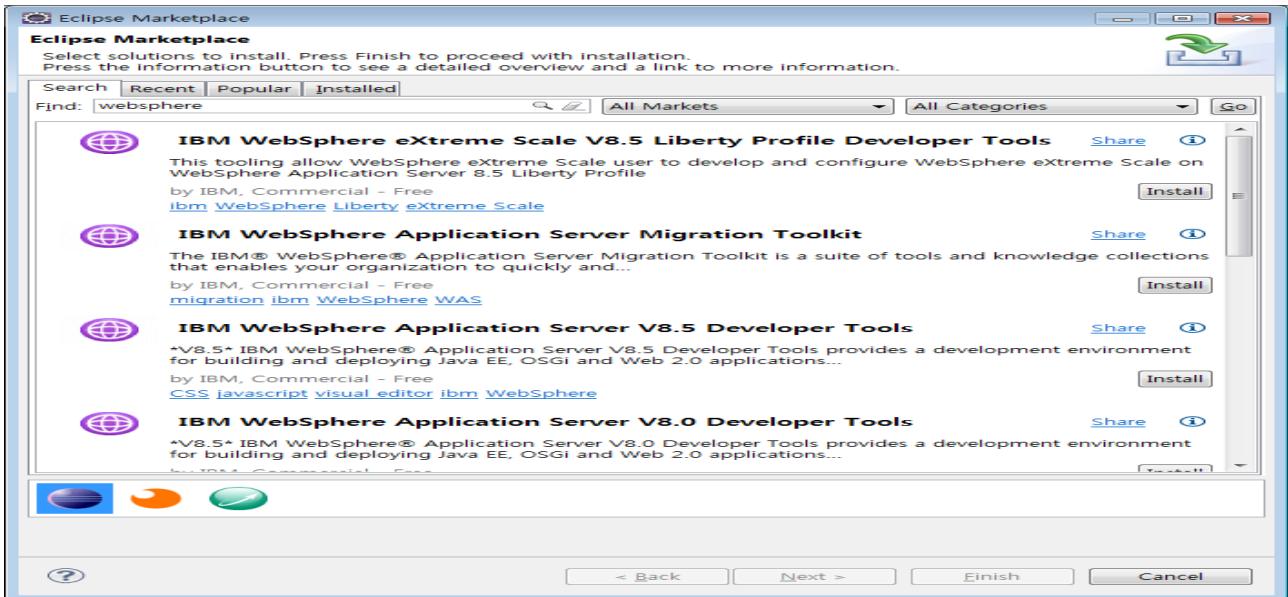 Eclipse Marketplace
Eclipse Marketplace
Select solutions to install. Press Finish to proceed with installation.
Press the information button to see a detailed overview and a link to more information.
Search Recent Popular Installed
Find: websphere All Markets All Categories Go
IBM WebSphere eXtreme Scale V8.5 Liberty Profile Developer Tools Share
This tooling allow WebSphere eXtreme Scale user to develop and configure WebSphere eXtreme Scale on
WebSphere Application Server 8.5 Liberty Profile
by IBM, Commercial - Free Install
ibm WebSphere Liberty eXtreme Scale
IBM WebSphere Application Server Migration Toolkit Share
The IBM® WebSphere® Application Server Migration Toolkit is a suite of tools and knowledge collections
that enables your organization to quickly and...
by IBM, Commercial - Free Install
migration ibm WebSphere WAS
IBM WebSphere Application Server V8.5 Developer Tools Share
*V8.5* IBM WebSphere® Application Server V8.5 Developer Tools provides a development environment
for building and deploying Java EE, OSGi and Web 2.0 applications...
by IBM, Commercial - Free Install
CSS javascript visual editor ibm WebSphere
IBM WebSphere Application Server V8.0 Developer Tools Share
*V8.5* IBM WebSphere® Application Server V8.0 Developer Tools provides a development environment
for building and deploying Java EE, OSGi and Web 2.0 applications...
< Back Next > Finish Cancel